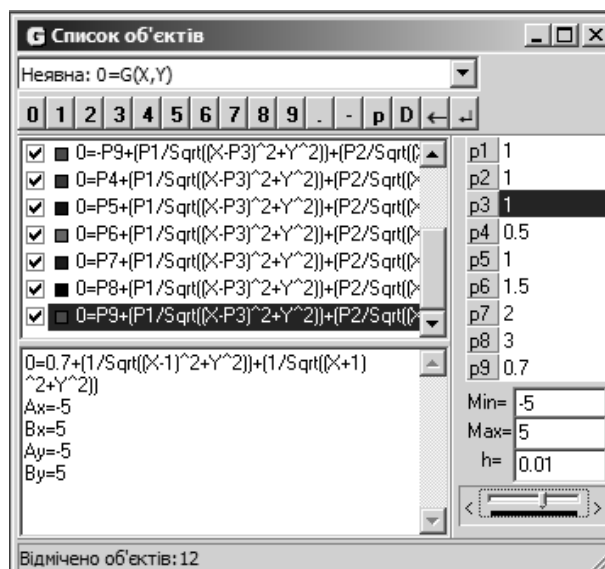 G Список об'єктів
Неявна: 0=G(X,Y)
0 1 2 3 4 5 6 7 8 9 . - p D ← ↵
0=-P9+(P1/Sqrt((X-P3)^2+Y^2))+(P2/Sqrt((X
0=P4+(P1/Sqrt((X-P3)^2+Y^2))+(P2/Sqrt((X
0=P5+(P1/Sqrt((X-P3)^2+Y^2))+(P2/Sqrt((X
0=P6+(P1/Sqrt((X-P3)^2+Y^2))+(P2/Sqrt((X
0=P7+(P1/Sqrt((X-P3)^2+Y^2))+(P2/Sqrt((X
0=P8+(P1/Sqrt((X-P3)^2+Y^2))+(P2/Sqrt((X
0=P9+(P1/Sqrt((X-P3)^2+Y^2))+(P2/Sqrt((X
0=0.7+(1/Sqrt((X-1)^2+Y^2))+(1/Sqrt((X+1)
^2+Y^2))
Ax=-5
Bx=5
Ay=-5
By=5
p1 1
p2 1
p3 1
p4 0.5
p5 1
p6 1.5
p7 2
p8 3
p9 0.7
Min= -5
Max= 5
h= 0.01
< >
Відмічено об'єктів: 12